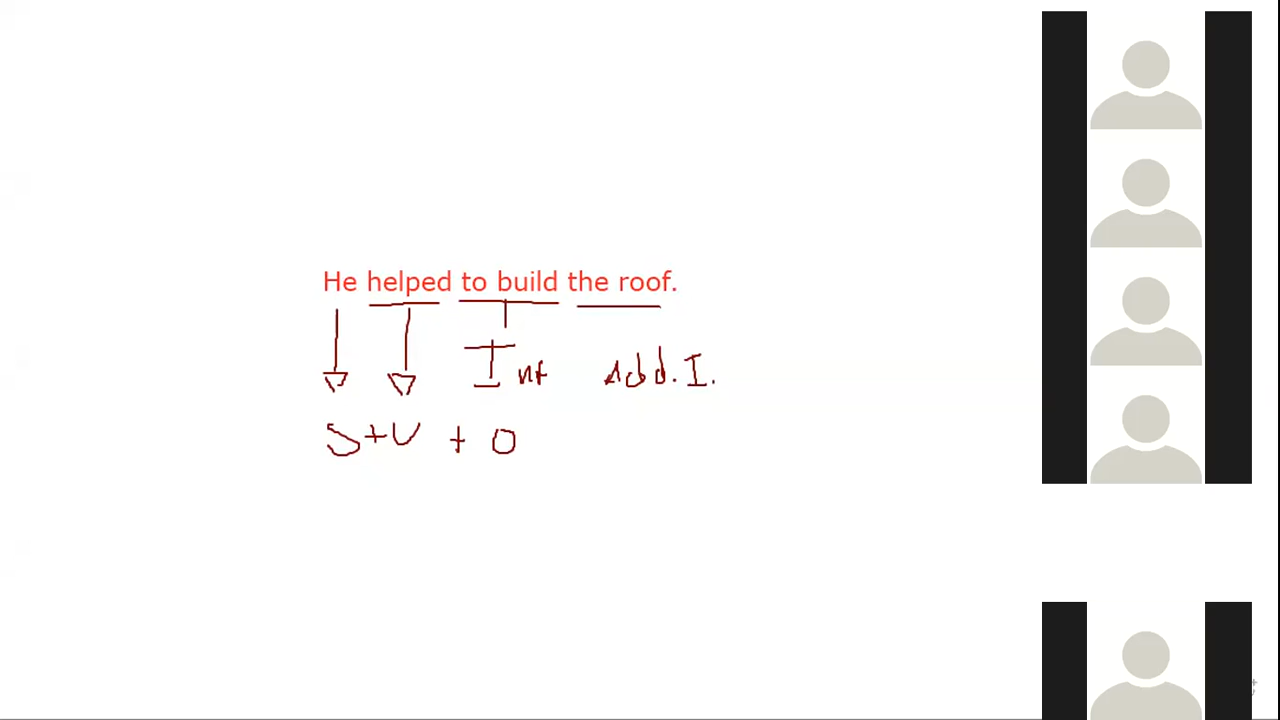 He helped to build the roof.
Inf Add. I.
S+V + O